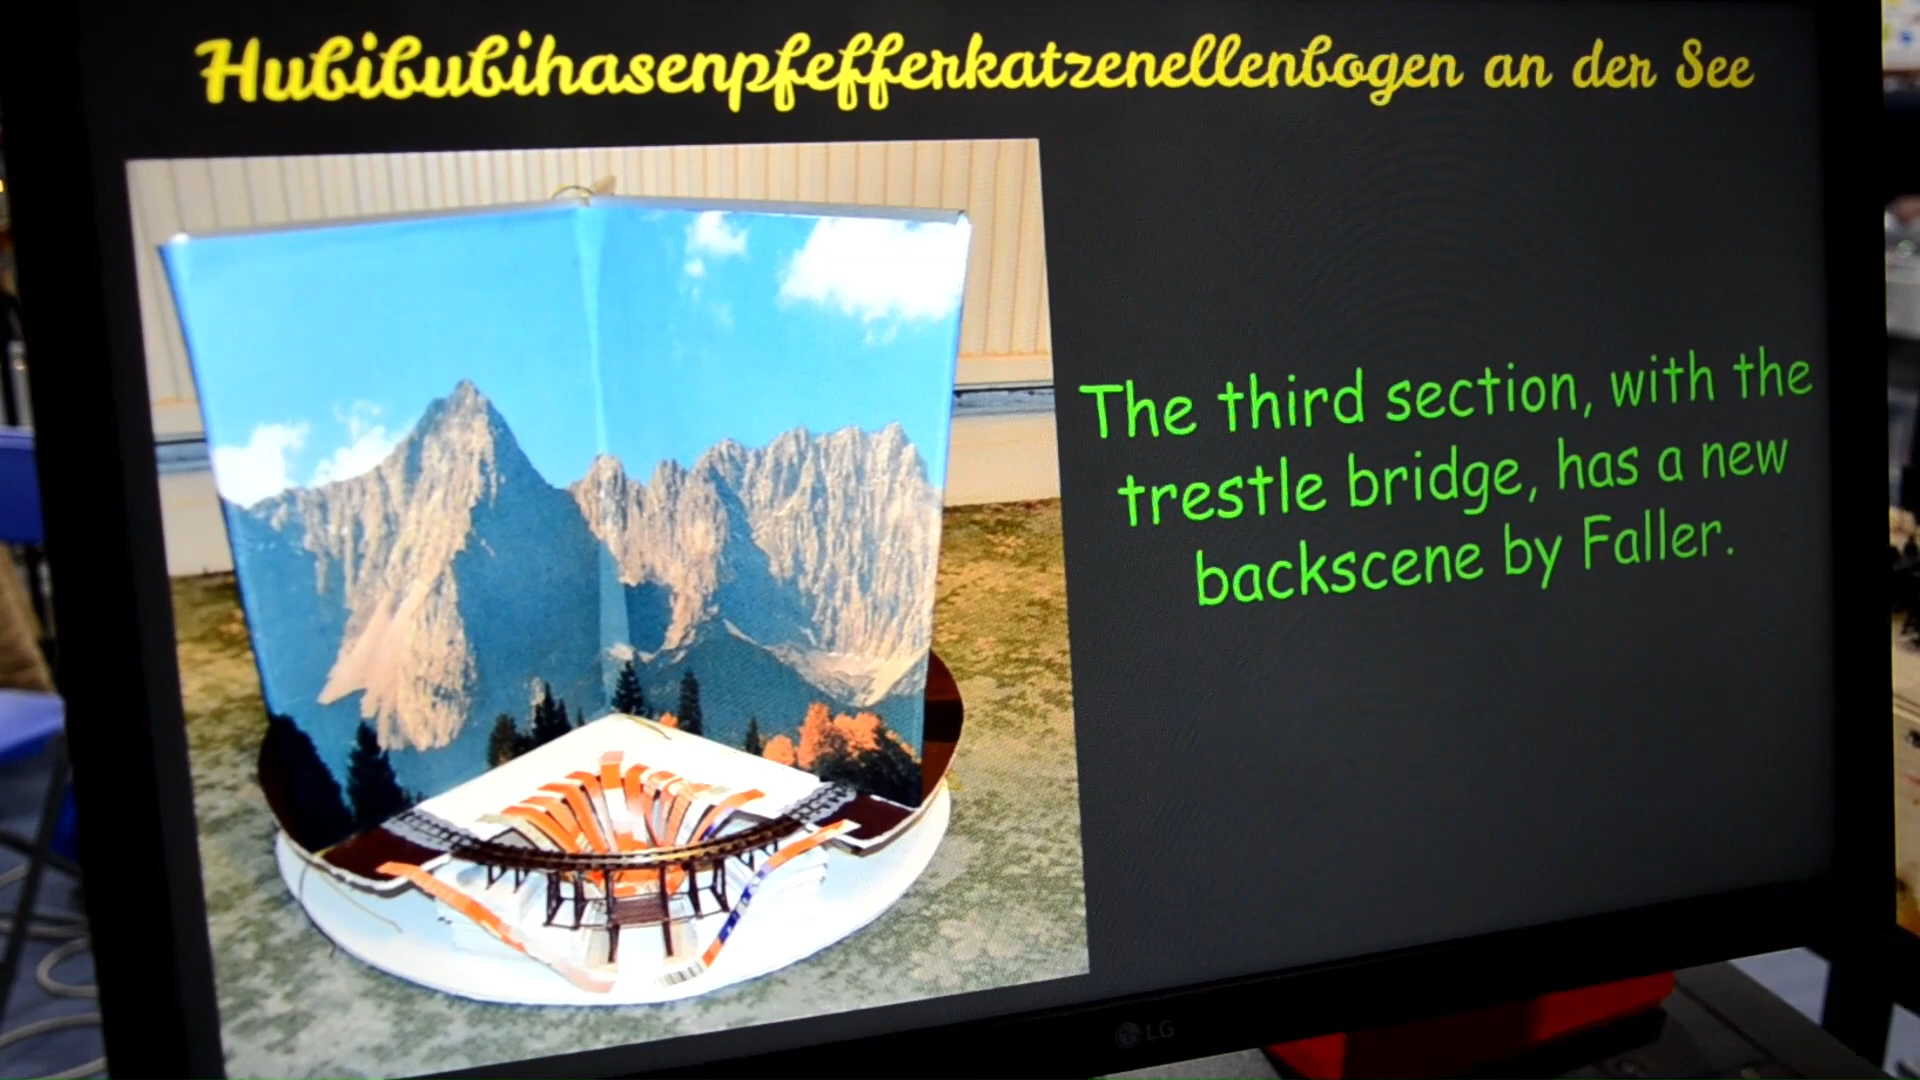 Hubibubihasenpfefferkatzenellenbogen an der See
The third section, with the
trestle bridge, has a new
backscene by Faller.
LG